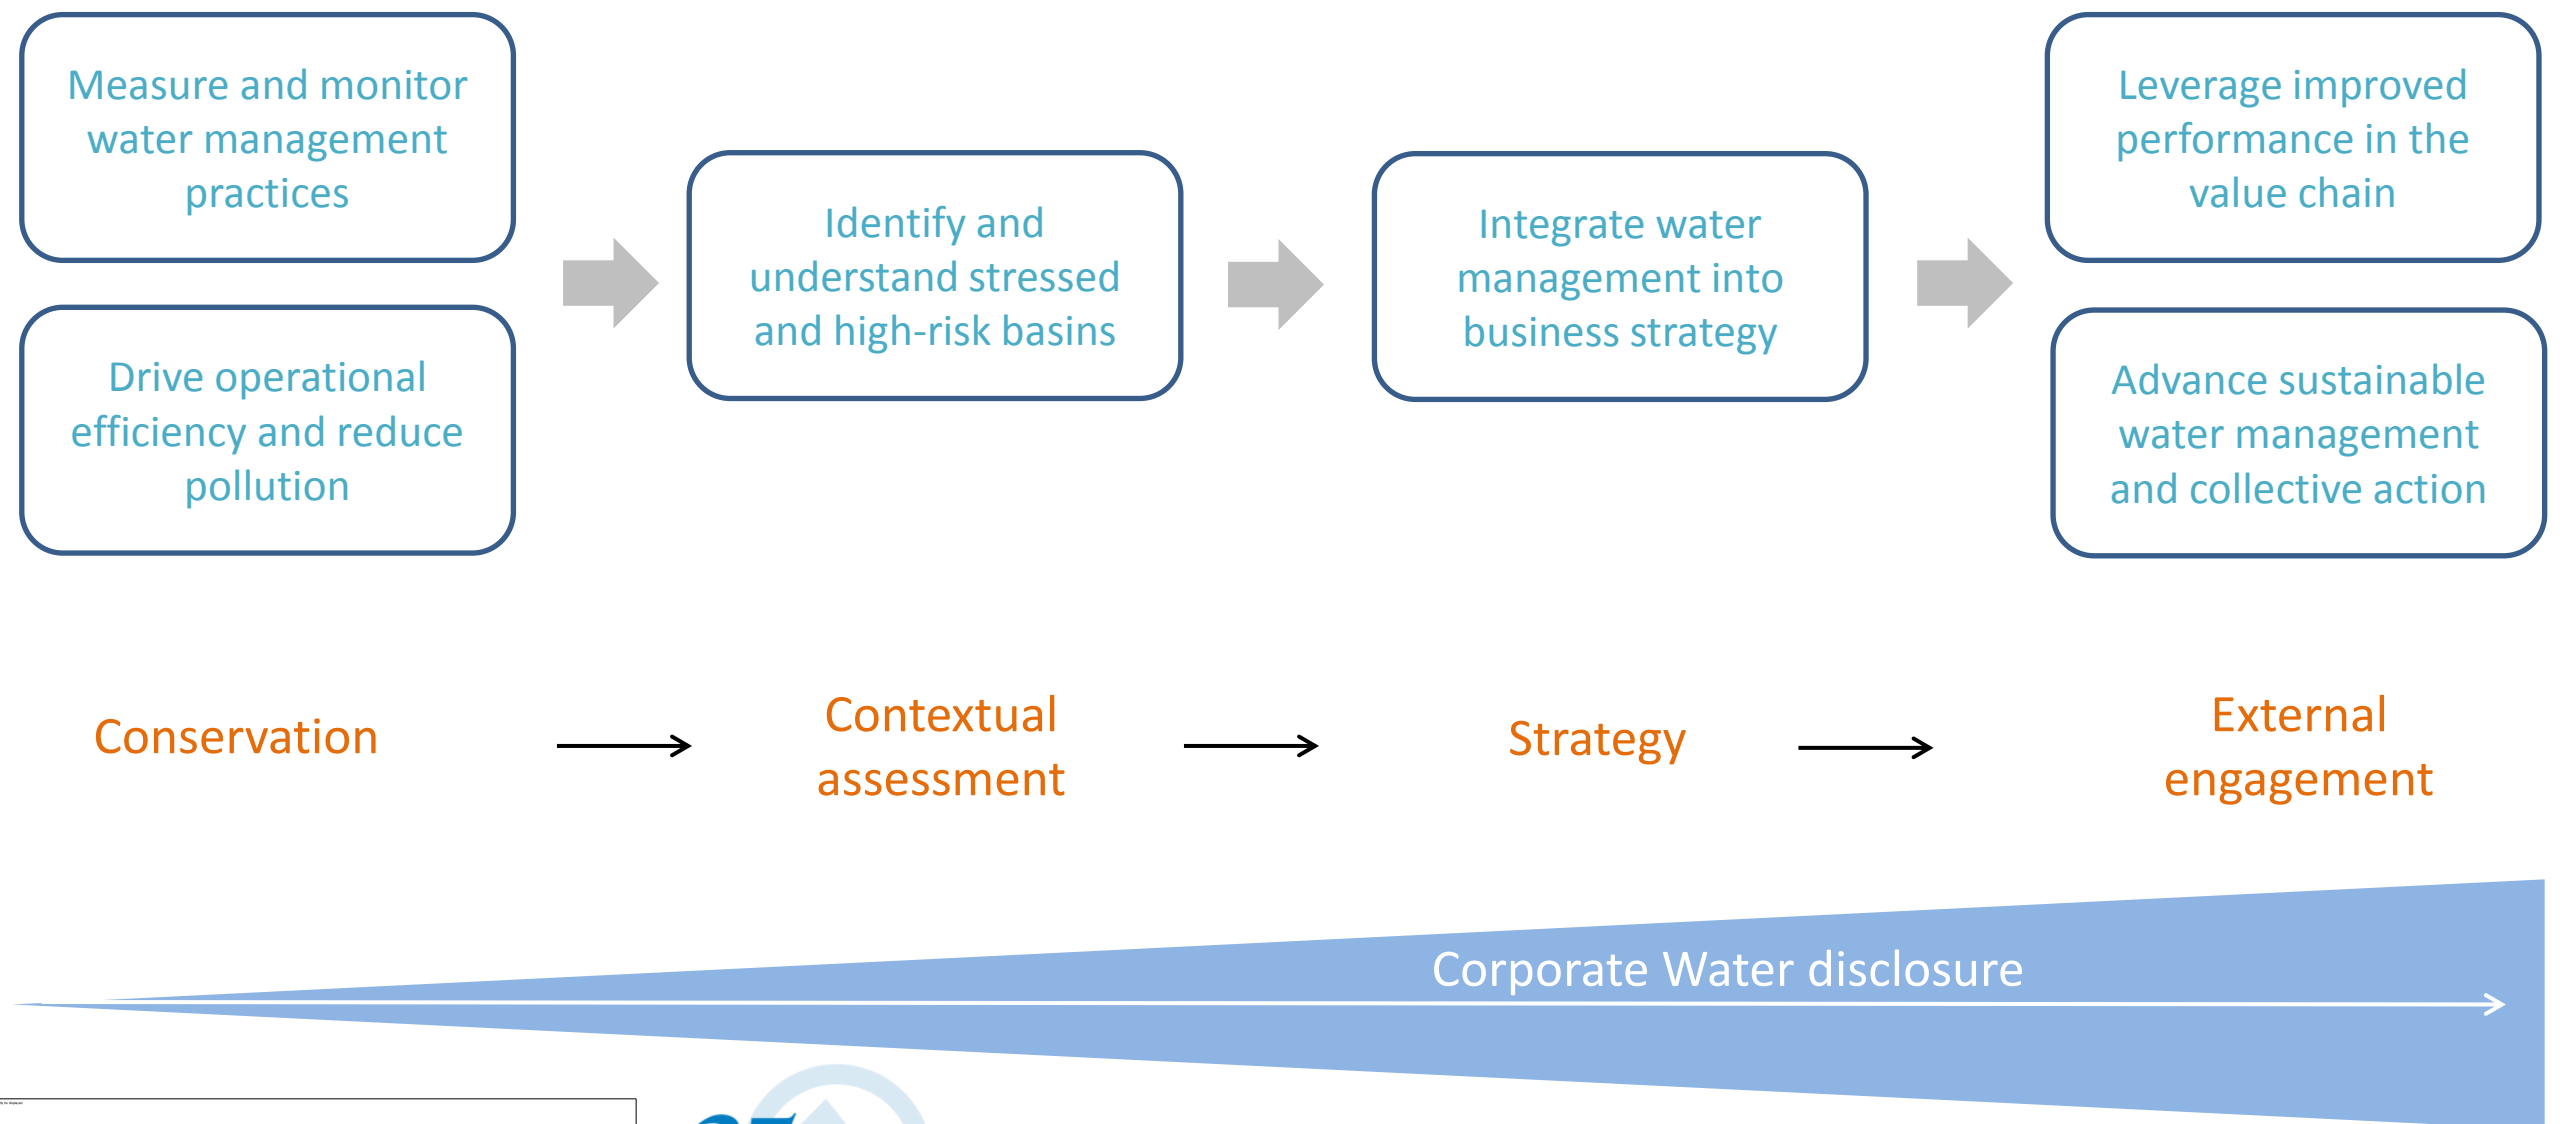 Measure and monitor
water management
practices
Drive operational
efficiency and reduce
pollution
Identify and
understand stressed
and high-risk basins
Integrate water
management into
business strategy
Leverage improved
performance in the
value chain
Advance sustainable
water management
and collective action
Conservation
Contextual
assessment
Strategy
External
engagement
Corporate Water disclosure